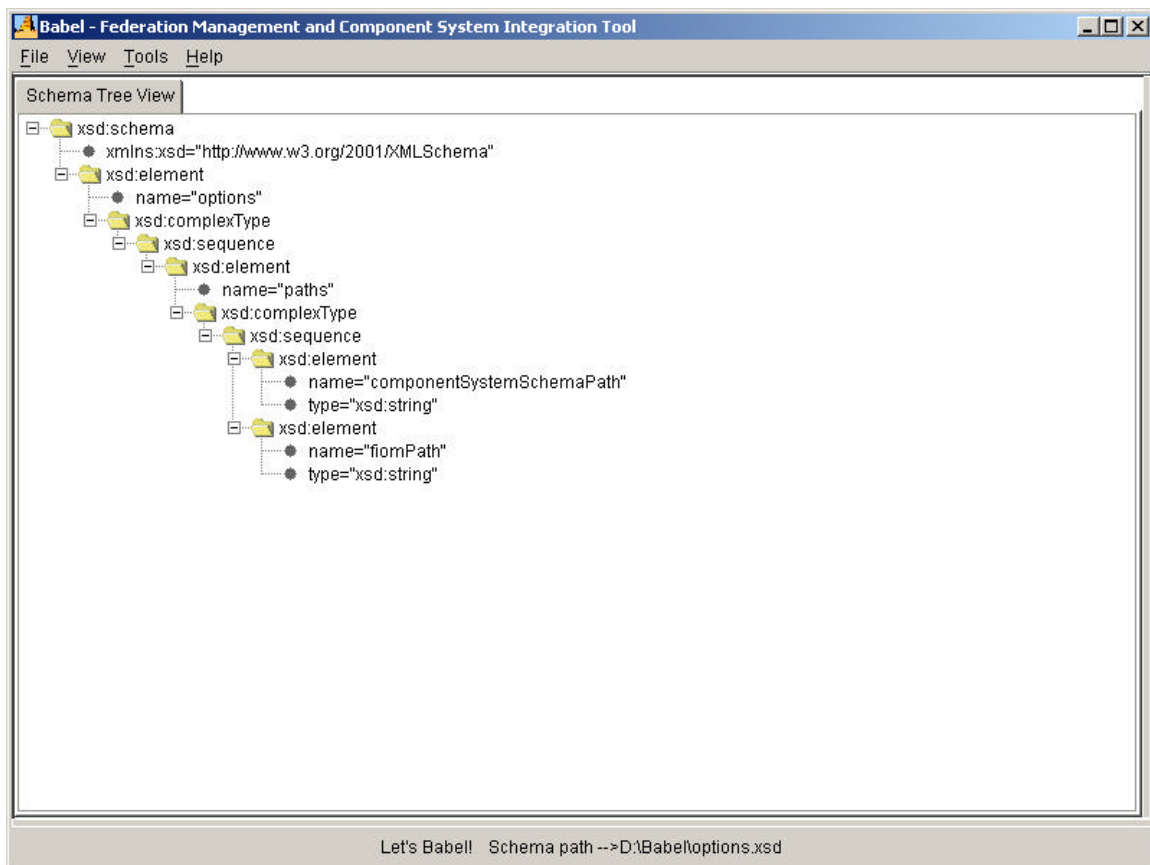 Babel - Federation Management and Component System Integration Tool
File View Tools Help
Schema Tree View
xsd:schema
xmlns:xsd="http://www.w3.org/2001/XMLSchema"
xsd:element
name="options"
xsd:complexType
xsd:sequence
xsd:element
name="paths"
xsd:complexType
xsd:sequence
xsd:element
name="componentSystemSchemaPath"
type="xsd:string"
xsd:element
name="fiomPath"
type="xsd:string"
Let's Babel! Schema path -->D:\Babel\options.xsd